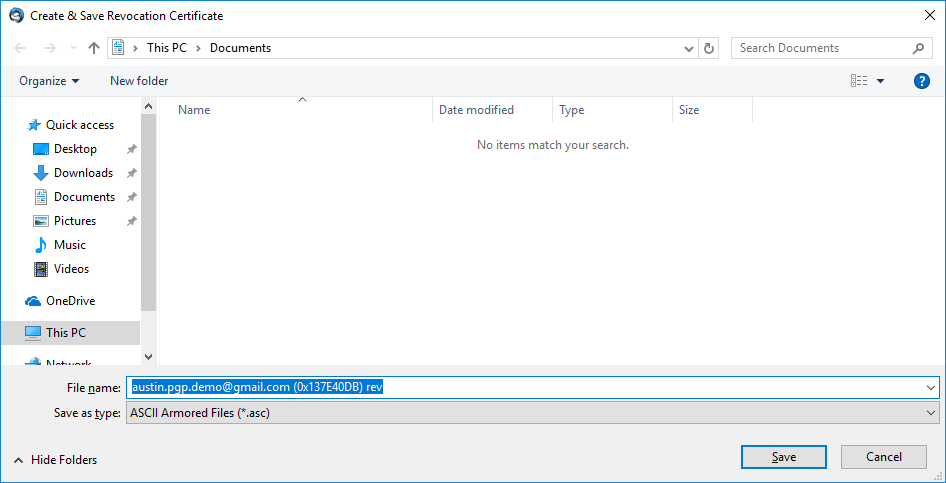 Create & Save Revocation Certificate
This PC > Documents
Search Documents
Organize
New folder
?
Name
Date modified
Type
Size
No items match your search.
Quick access
Desktop
Downloads
Documents
Pictures
Music
Videos
OneDrive
This PC
Network
File name: austin.pgp.demo@gmail.com (0x137E40DB) rev
Save as type: ASCII Armored Files (*.asc)
Hide Folders
Save
Cancel